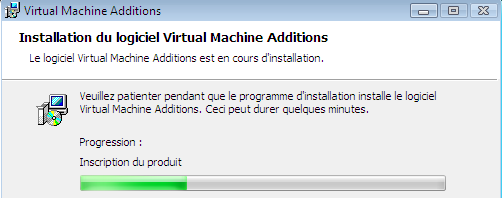 Virtual Machine Additions
Installation du logiciel Virtual Machine Additions
Le logiciel Virtual Machine Additions est en cours d'installation.
Veuillez patienter pendant que le programme d'installation installe le logiciel
Virtual Machine Additions. Ceci peut durer quelques minutes.
Progression :
Inscription du produit